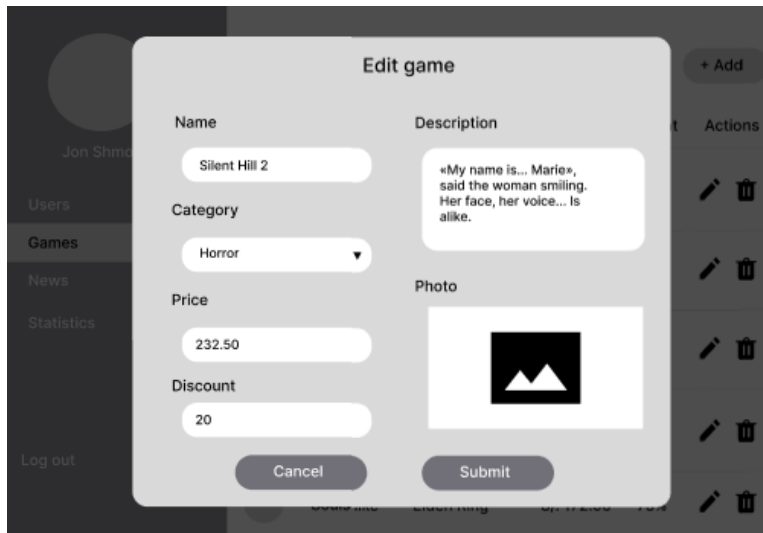 Edit game
+ Add
Jon Shmo
Users
Games
News
Statistics
Log out
Name
Silent Hill 2
Category
Horror
Price
232.50
Discount
20
Description
«My name is... Marie»,
said the woman smiling.
Her face, her voice... Is
alike.
Photo
Cancel
Submit
Actions